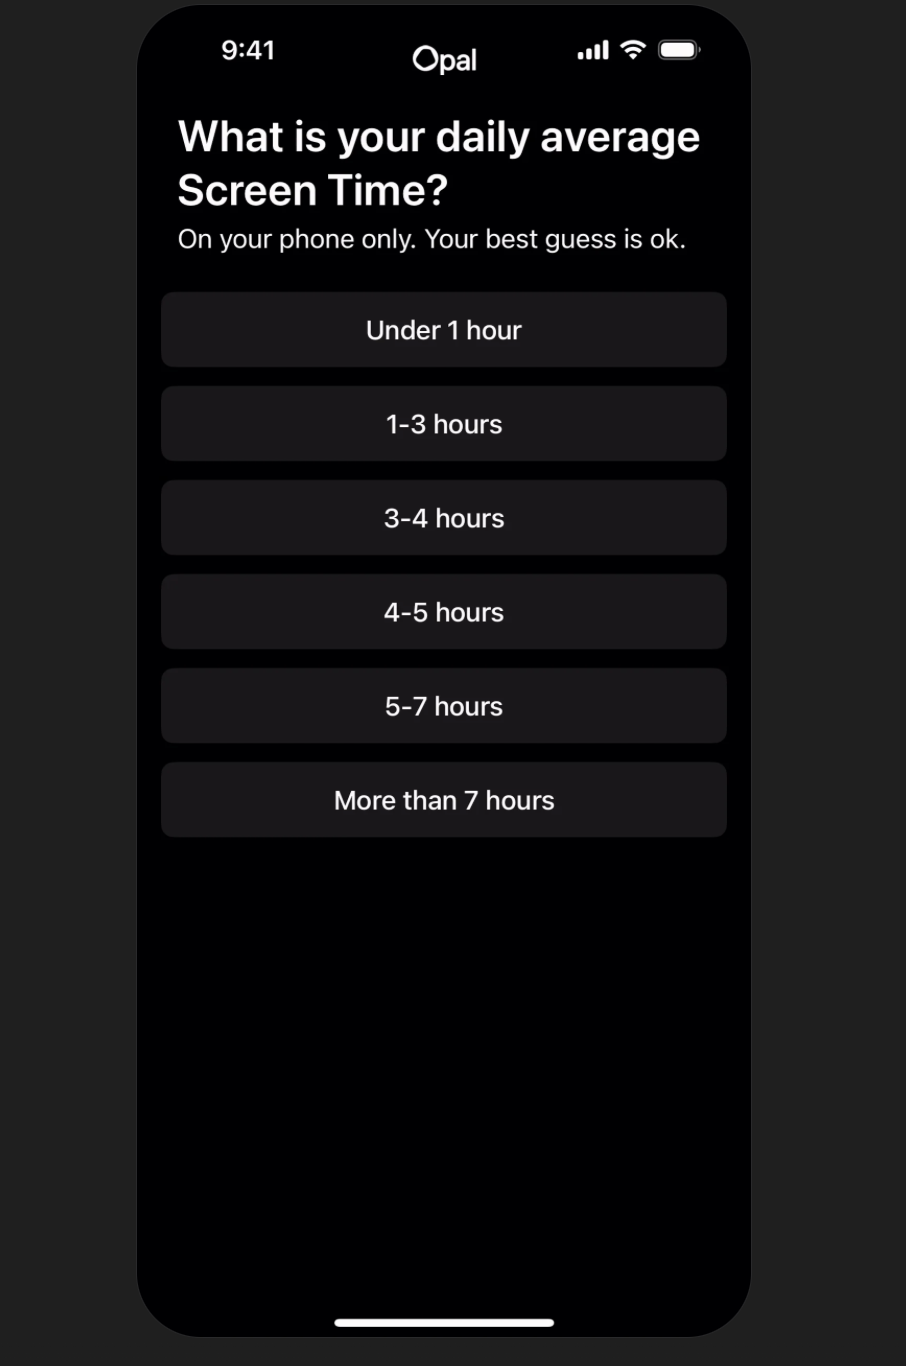 9:41
Opal
What is your daily average
Screen Time?
On your phone only. Your best guess is ok.
Under 1 hour
1-3 hours
3-4 hours
4-5 hours
5-7 hours
More than 7 hours